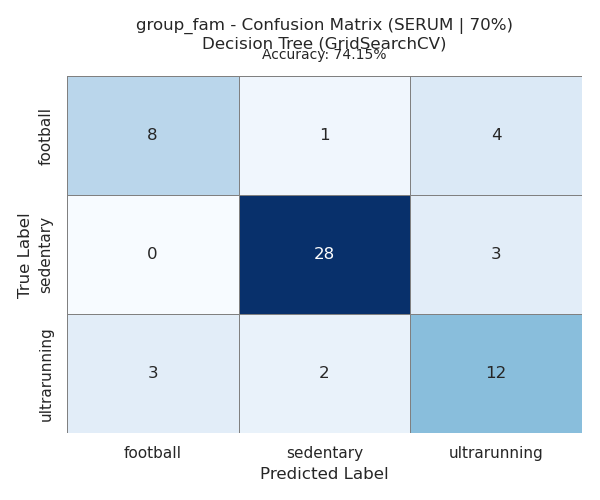 group_fam - Confusion Matrix (SERUM | 70%)
Decision Tree (GridSearchCV)
Accuracy: 74.15%
True Label
football
8
1
4
sedentary
0
28
3
ultrarunning
3
2
12
football
sedentary
ultrarunning
Predicted Label